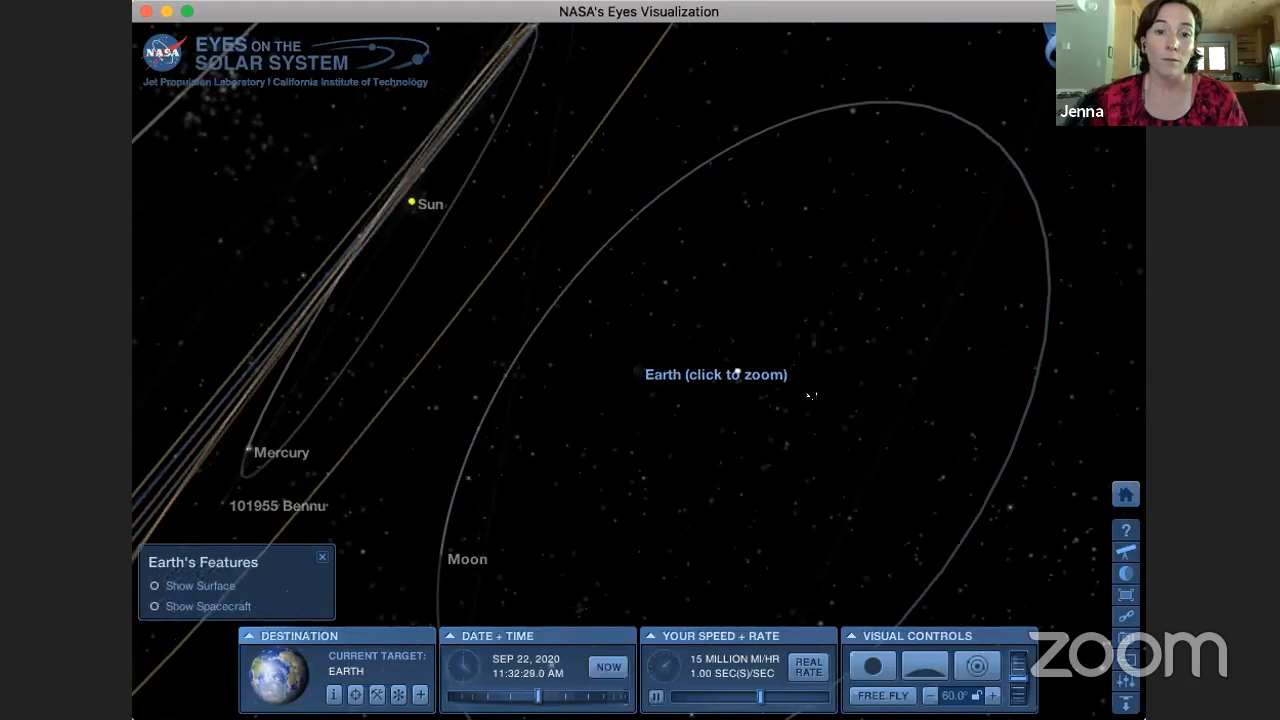 NASA's Eyes Visualization
NASA
EYES ON THE
SOLAR SYSTEM
Jet Propulsion Laboratory | California Institute of Technology
Jenna
Sun
Earth (click to zoom)
Mercury
101955 Bennu
Moon
Earth's Features
Show Surface
Show Spacecraft
DESTINATION
CURRENT TARGET:
EARTH
DATE + TIME
SEP 22, 2020
11:32:29.0 AM
NOW
YOUR SPEED + RATE
15 MILLION MI/HR
1.00 SEC(S)/SEC
REAL
RATE
VISUAL CONTROLS
FREE FLY
60.0°
zoom